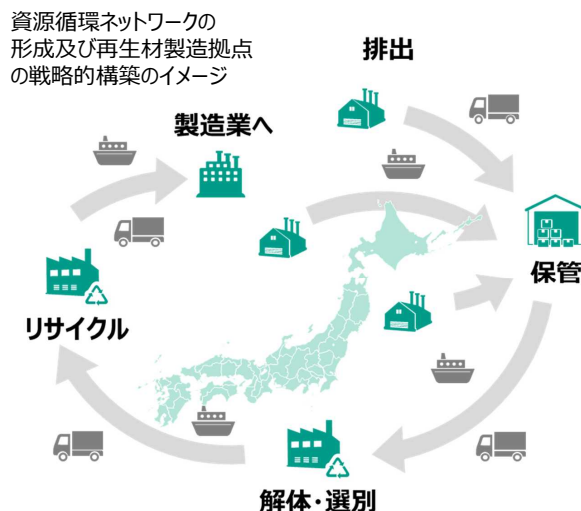 資源循環ネットワークの
形成及び再生材製造拠点
の戦略的構築のイメージ
排出
製造業へ
保管
リサイクル
解体・選別